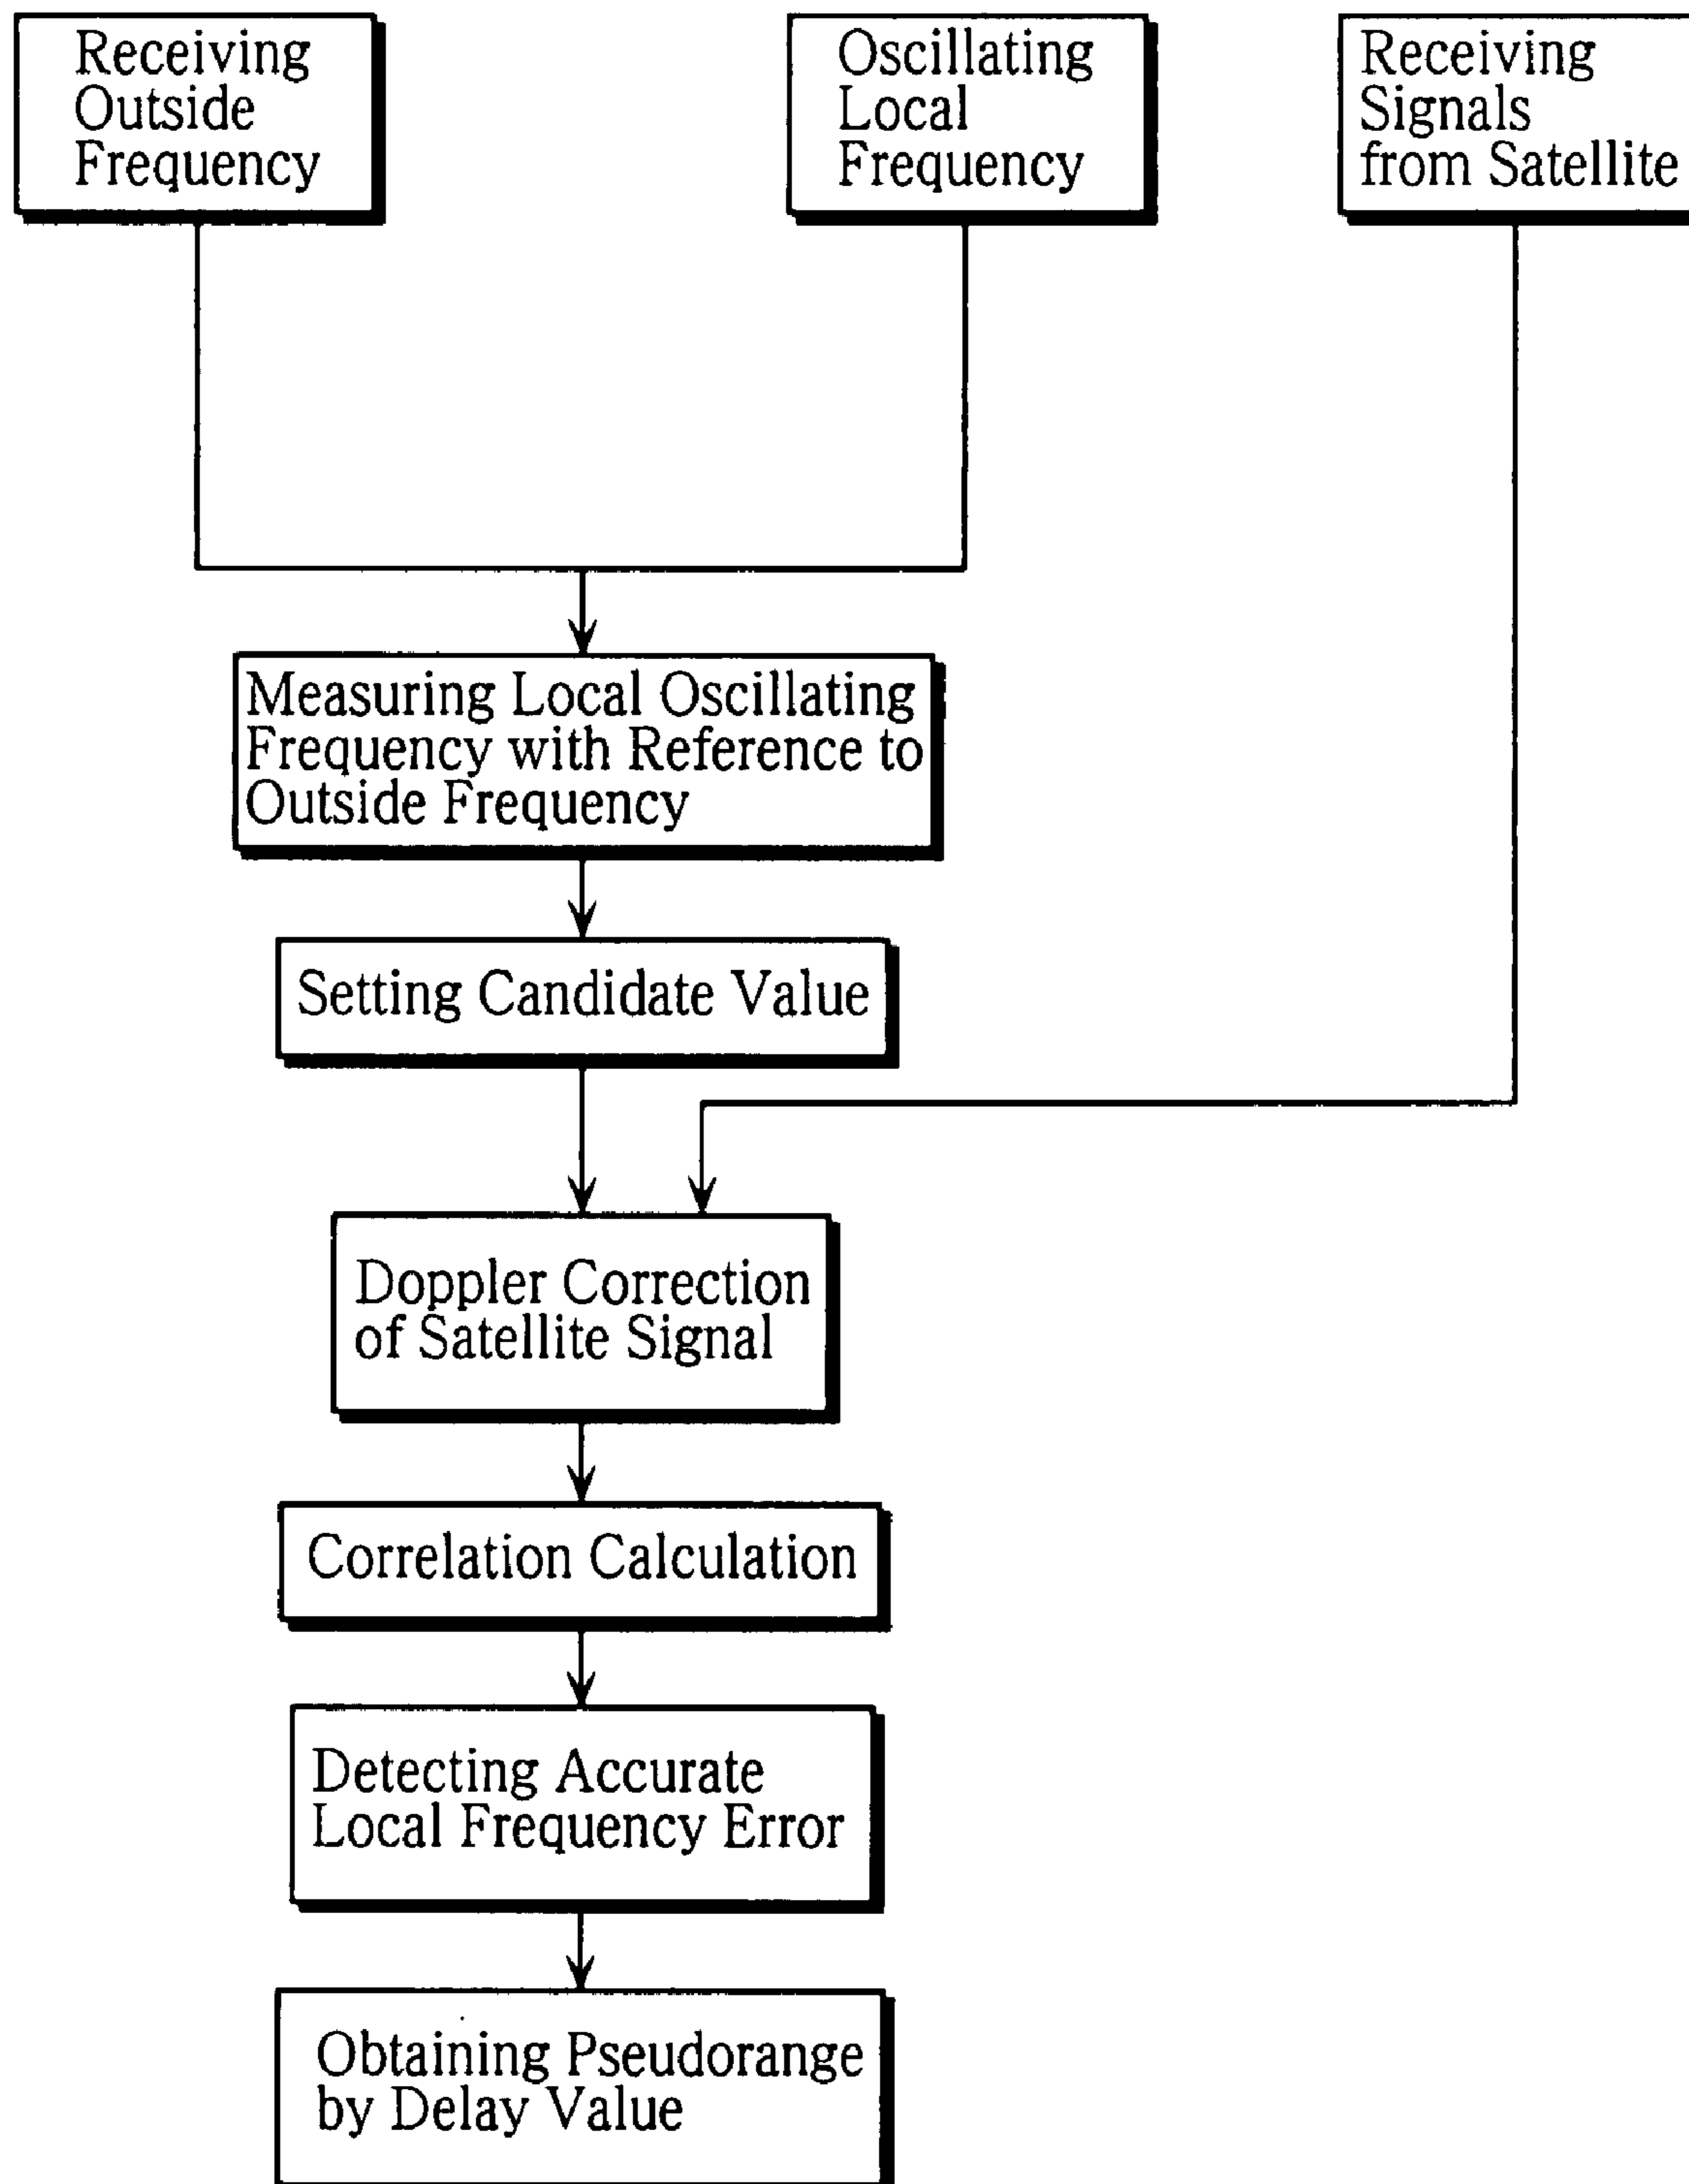 Receiving
Outside
Frequency
Oscillating
Local
Frequency
Receiving
Signals
from Satellite
Measuring Local Oscillating
Frequency with Reference to
Outside Frequency
Setting Candidate Value
Doppler Correction
of Satellite Signal
Correlation Calculation
Detecting Accurate
Local Frequency Error
Obtaining Pseudorange
by Delay Value